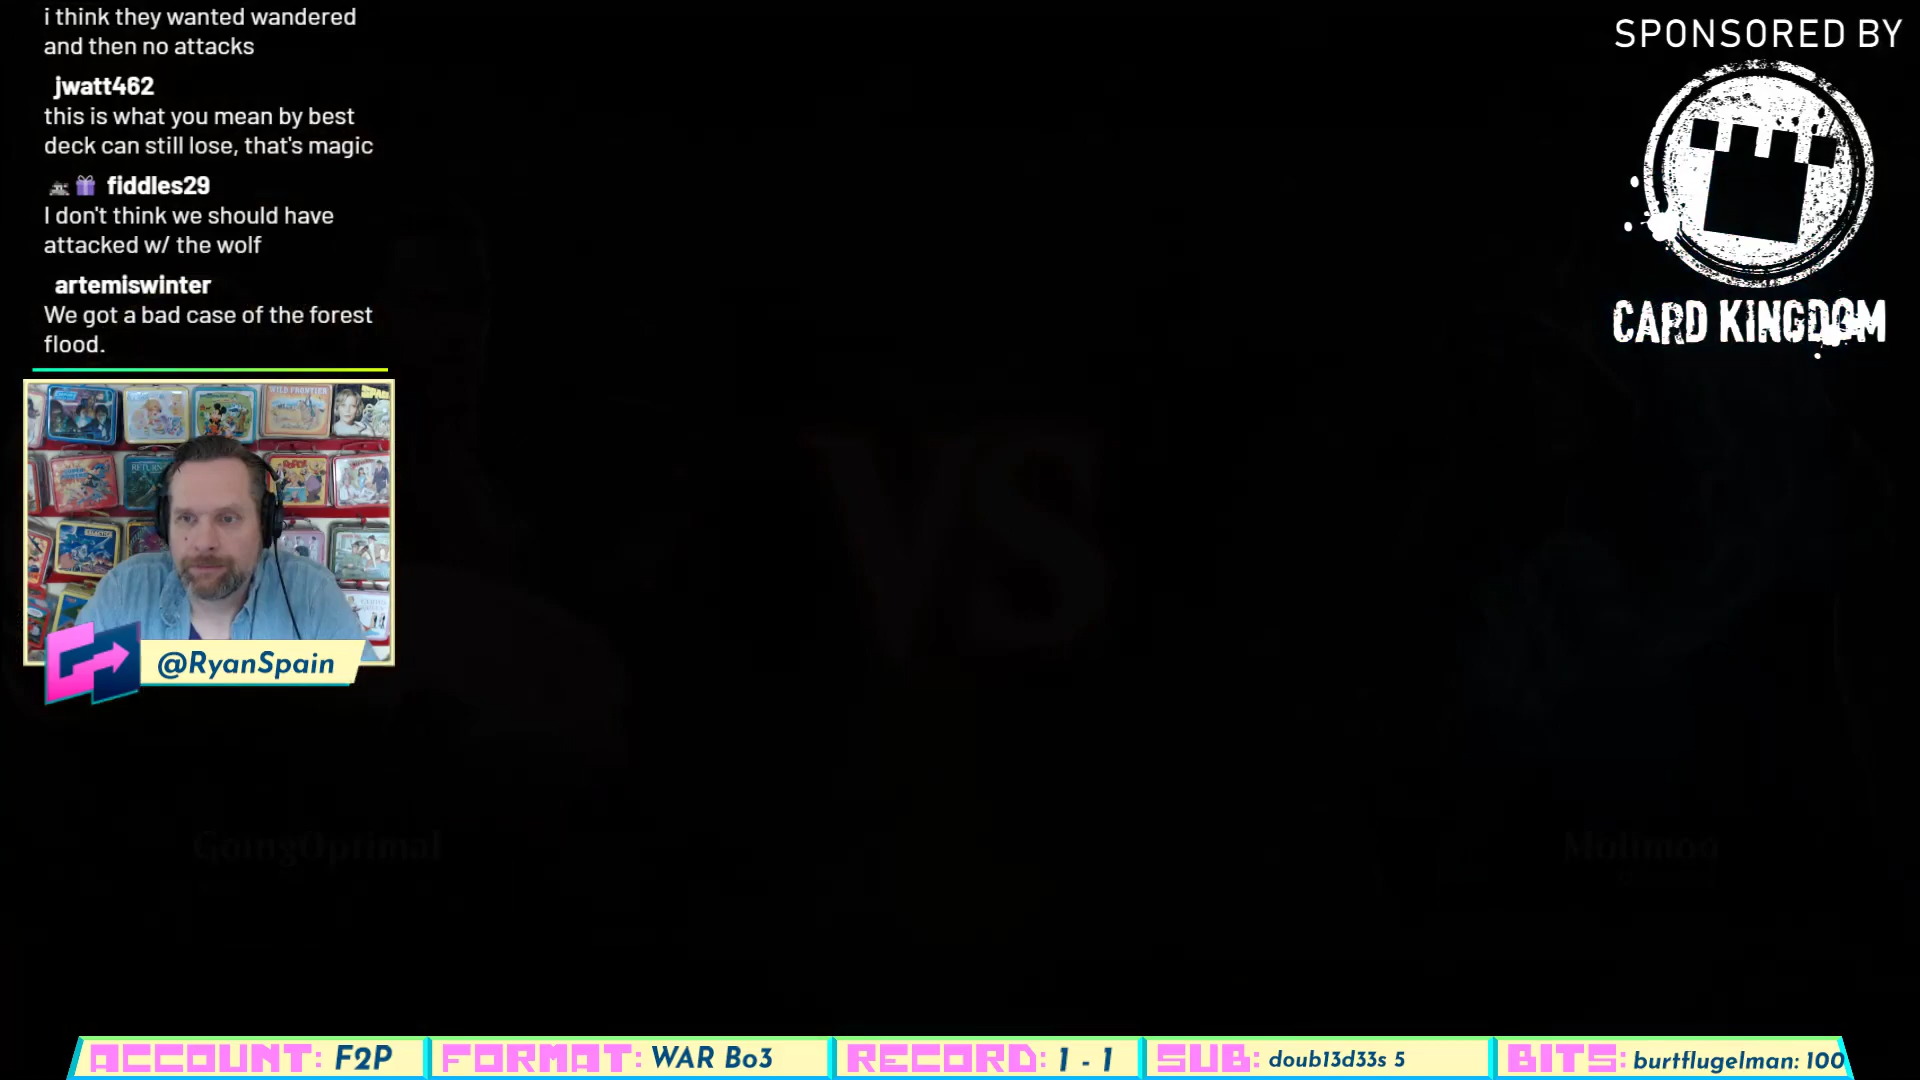 i think they wanted wandered
and then no attacks
jwatt462
this is what you mean by best
deck can still lose, that's magic
fiddles29
I don't think we should have
attacked w/ the wolf
artemiswinter
We got a bad case of the forest
flood.
SPONSORED BY
CARD KINGDOM
WILD FRONTIER
@RyanSpain
VS
GoingOptimal
ACCOUNT: F2P
FORMAT: WAR Bo3
RECORD: 1 - 1
SUB: doub13d33s 5
BITS: burtflugelman: 100